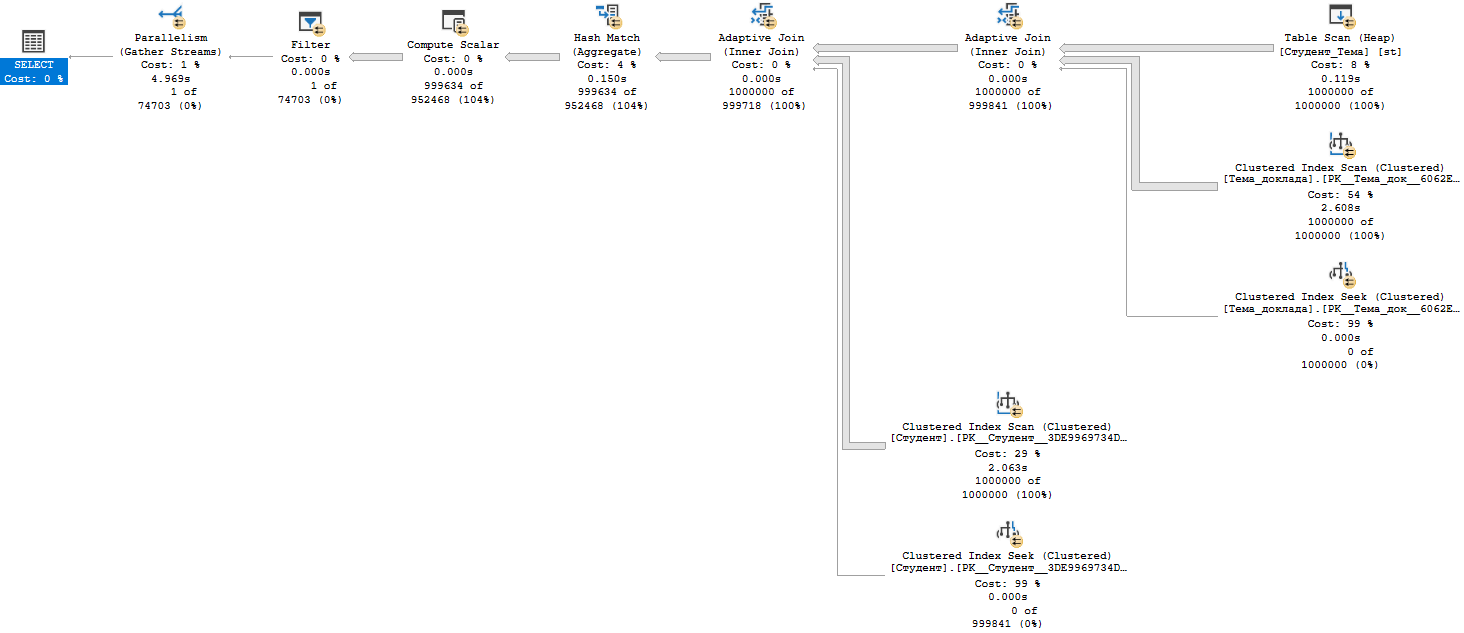 SELECT
Cost: 0 %
Parallelism
(Gather Streams)
Cost: 1 %
4.969s
1 of
74703 (0%)
Filter
Cost: 0 %
0.000s
1 of
74703 (0%)
Compute Scalar
Cost: 0 %
0.000s
999634 of
952468 (104%)
Hash Match
(Aggregate)
Cost: 4 %
0.150s
999634 of
952468 (104%)
Adaptive Join
(Inner Join)
Cost: 0 %
0.000s
1000000 of
999718 (100%)
Adaptive Join
(Inner Join)
Cost: 0 %
0.000s
1000000 of
999841 (100%)
Table Scan (Heap)
[Студент_Тема] [st]
Cost: 8 %
0.119s
1000000 of
1000000 (100%)
Clustered Index Scan (Clustered)
[Тема_доклада].[PK__Тема_док__6062E…
Cost: 54 %
2.608s
1000000 of
1000000 (100%)
Clustered Index Seek (Clustered)
[Тема_доклада].[PK__Тема_док__6062E…
Cost: 99 %
0.000s
0 of
1000000 (0%)
Clustered Index Scan (Clustered)
[Студент].[PK__Студент__3DE9969734D…
Cost: 29 %
2.063s
1000000 of
1000000 (100%)
Clustered Index Seek (Clustered)
[Студент].[PK__Студент__3DE9969734D…
Cost: 99 %
0.000s
0 of
999841 (0%)